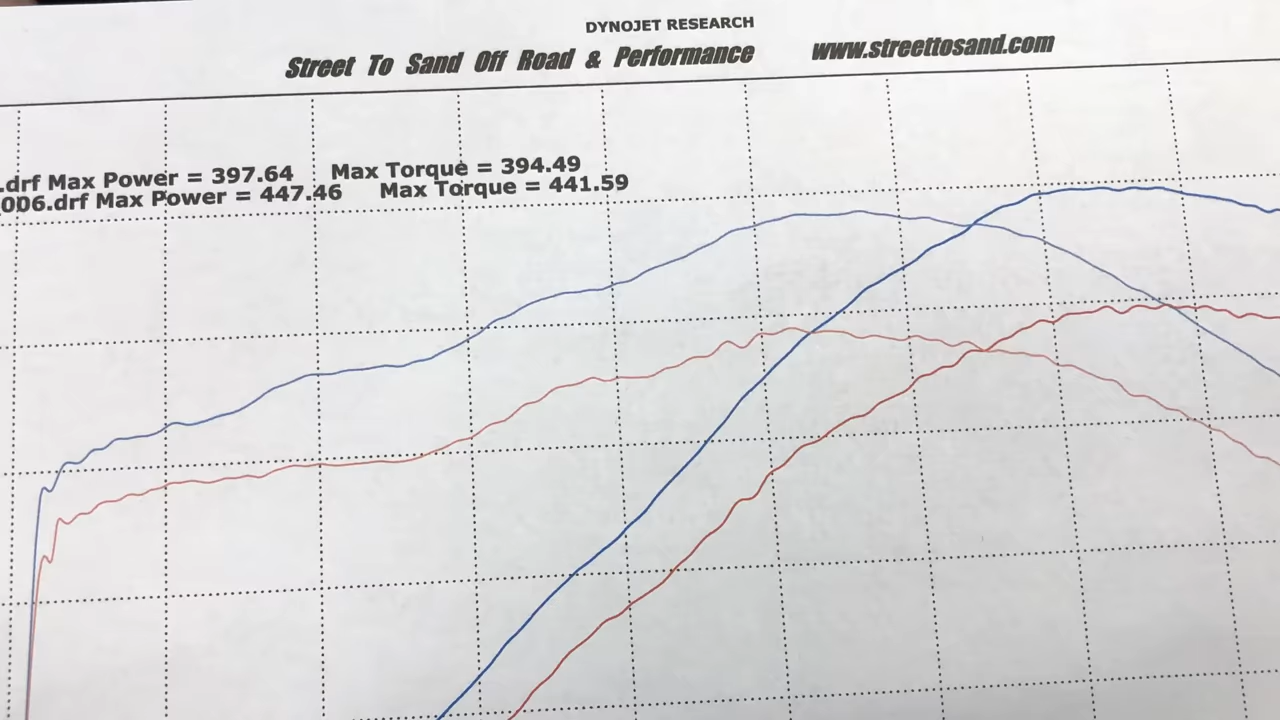 DYNOJET RESEARCH
Street To Sand Off Road & Performance www.streettosand.com
.drf Max Power = 397.64 Max Torque = 394.49
006.drf Max Power = 447.46 Max Torque = 441.59